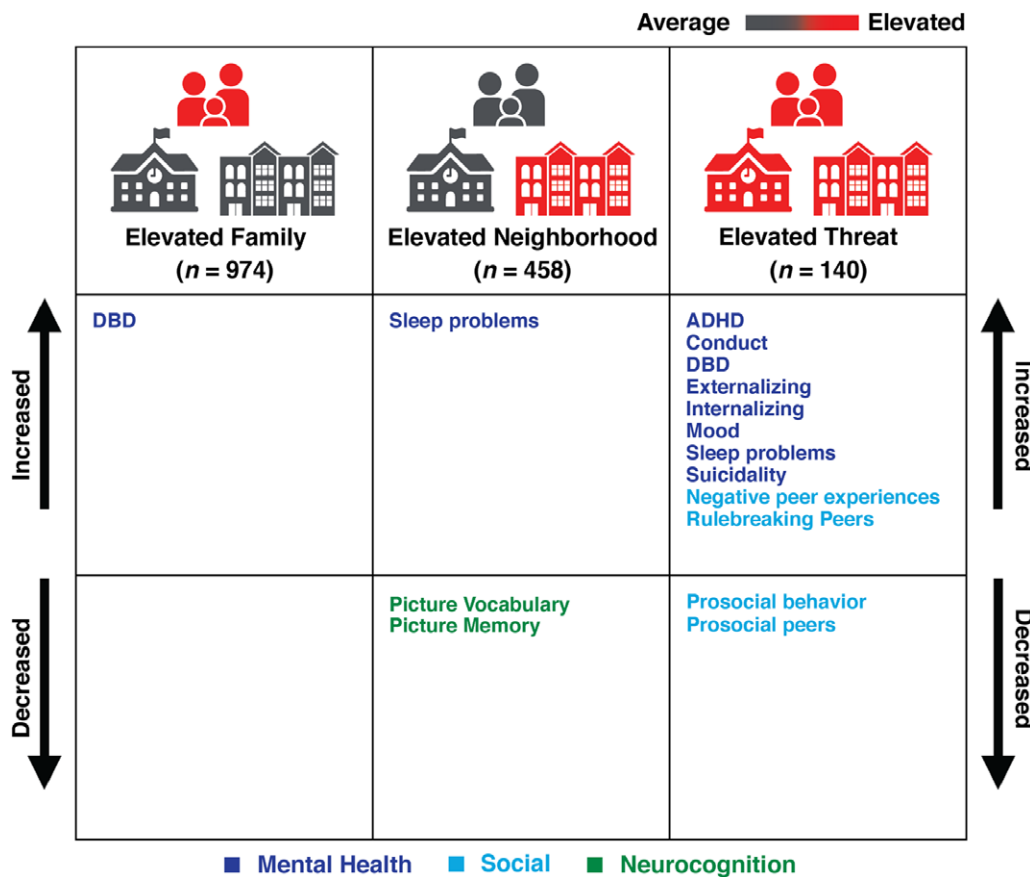 Average Elevated
Elevated Family
(n = 974)
Elevated Neighborhood
(n = 458)
Elevated Threat
(n = 140)
Increased
DBD
Sleep problems
ADHD
Conduct
DBD
Externalizing
Internalizing
Mood
Sleep problems
Suicidality
Negative peer experiences
Rulebreaking Peers
Increased
Decreased
Picture Vocabulary
Picture Memory
Prosocial behavior
Prosocial peers
Decreased
Mental Health Social Neurocognition